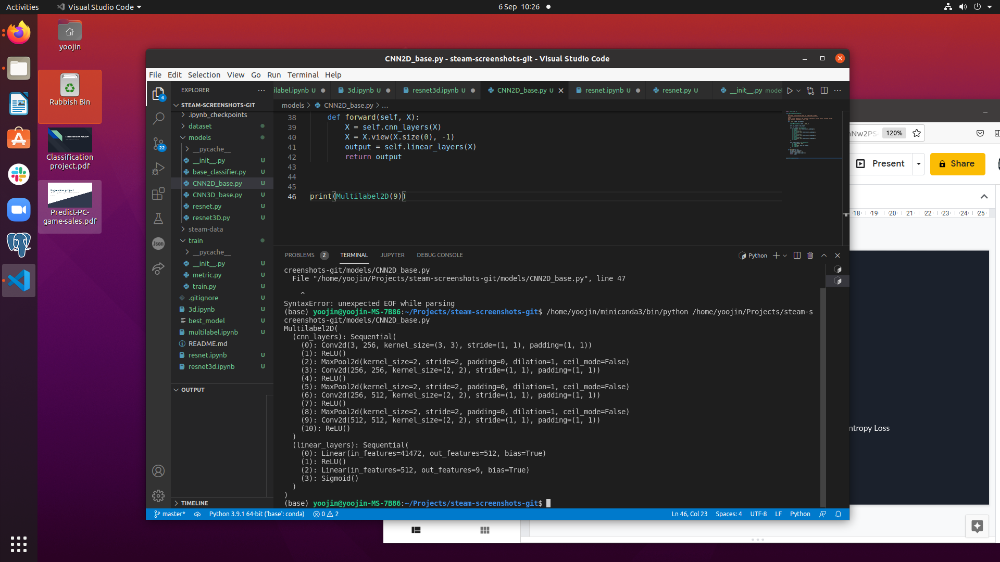 Activities
Visual Studio Code
6 Sep 10:26
yoojin
Rubbish Bin
Classification
project.pdf
Predict-PC-
game-sales.pdf
CNN2D_base.py - steam-screenshots-git - Visual Studio Code
File Edit Selection View Go Run Terminal Help
EXPLORER
ilabel.ipynb U
3d.ipynb U
resnet3d.ipynb U
CNN2D_base.py U
resnet.ipynb U
resnet.py U
__init__.py model
models > CNN2D_base.py > ...
4
22
Json
STEAM-SCREENSHOTS-GIT
.ipynb_checkpoints
dataset
models
__pycache__
__init__.py U
base_classifier.py U
CNN2D_base.py U
CNN3D_base.py U
resnet.py U
resnet3D.py U
steam-data
train
__pycache__
__init__.py U
metric.py U
train.py U
.gitignore U
3d.ipynb U
best_model U
multilabel.ipynb U
README.md
resnet.ipynb U
resnet3d.ipynb U
OUTPUT
TIMELINE
38 def forward(self, X):
39 X = self.cnn_layers(X)
40 X = X.view(X.size(0), -1)
41 output = self.linear_layers(X)
42 return output
43
44
45
46 print(Multilabel2D(9))
PROBLEMS 2 TERMINAL JUPYTER DEBUG CONSOLE
Python
creenshots-git/models/CNN2D_base.py
File "/home/yoojin/Projects/steam-screenshots-git/models/CNN2D_base.py", line 47
^
SyntaxError: unexpected EOF while parsing
(base) yoojin@yoojin-MS-7B86:~/Projects/steam-screenshots-git$ /home/yoojin/miniconda3/bin/python /home/yoojin/Projects/steam-s
creenshots-git/models/CNN2D_base.py
Multilabel2D(
(cnn_layers): Sequential(
(0): Conv2d(3, 256, kernel_size=(3, 3), stride=(1, 1), padding=(1, 1))
(1): ReLU()
(2): MaxPool2d(kernel_size=2, stride=2, padding=0, dilation=1, ceil_mode=False)
(3): Conv2d(256, 256, kernel_size=(2, 2), stride=(1, 1), padding=(1, 1))
(4): ReLU()
(5): MaxPool2d(kernel_size=2, stride=2, padding=0, dilation=1, ceil_mode=False)
(6): Conv2d(256, 512, kernel_size=(2, 2), stride=(1, 1), padding=(1, 1))
(7): ReLU()
(8): MaxPool2d(kernel_size=2, stride=2, padding=0, dilation=1, ceil_mode=False)
(9): Conv2d(512, 512, kernel_size=(2, 2), stride=(1, 1), padding=(1, 1))
(10): ReLU()
)
(linear_layers): Sequential(
(0): Linear(in_features=41472, out_features=512, bias=True)
(1): ReLU()
(2): Linear(in_features=512, out_features=9, bias=True)
(3): Sigmoid()
)
)
(base) yoojin@yoojin-MS-7B86:~/Projects/steam-screenshots-git$
master* Python 3.9.1 64-bit ('base': conda) 0 2
Ln 46, Col 23 Spaces: 4 UTF-8 LF Python
120%
Present
Share
18 19 20 21 22 23 24 25
ntropy Loss